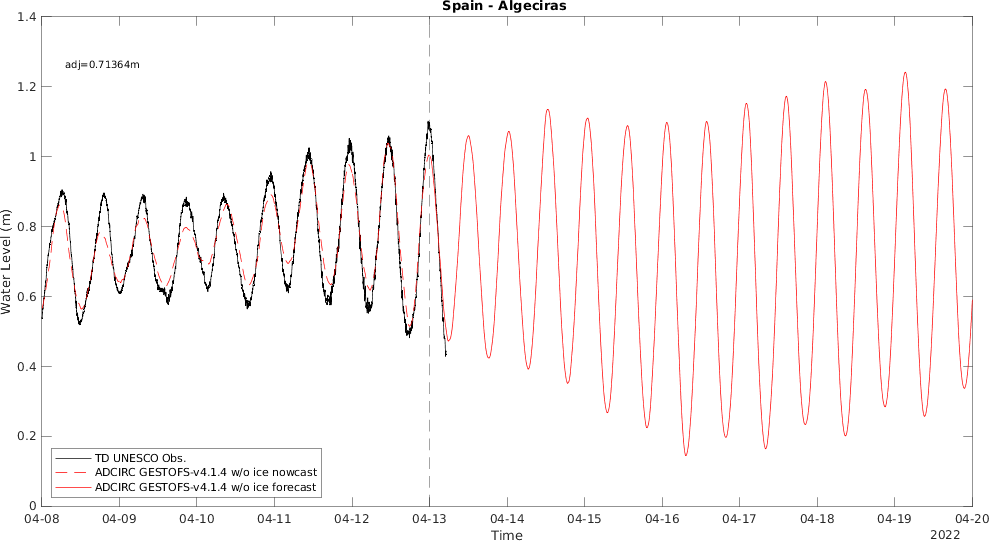 Spain - Algeciras
1.4
1.2
1
0.8
0.6
0.4
0.2
0
Water Level (m)
adj=0.71364m
TD UNESCO Obs.
ADCIRC GESTOFS-v4.1.4 w/o ice nowcast
ADCIRC GESTOFS-v4.1.4 w/o ice forecast
04-08 04-09 04-10 04-11 04-12 04-13 04-14 04-15 04-16 04-17 04-18 04-19 04-20
Time
2022